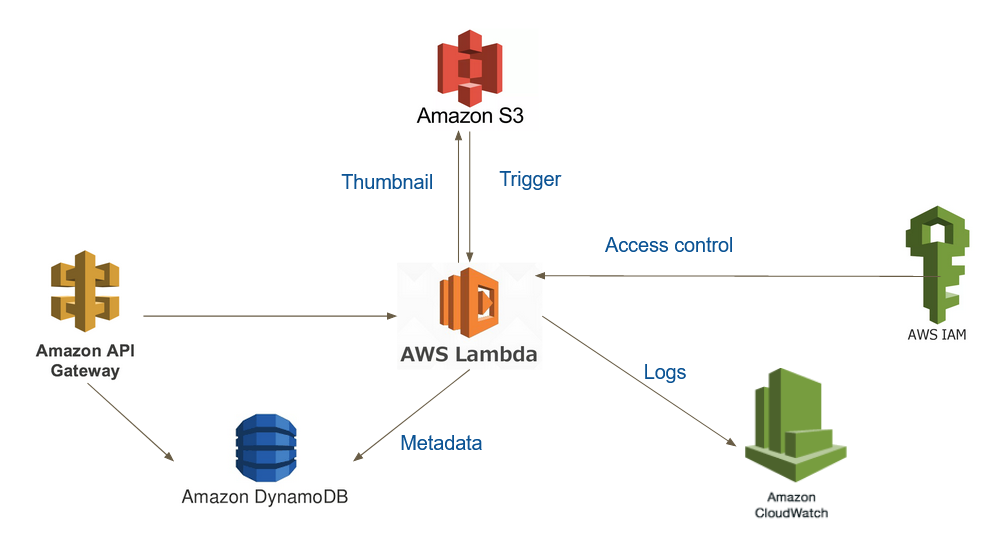 Amazon S3
Thumbnail
Trigger
Access control
AWS IAM
Amazon API
Gateway
AWS Lambda
Logs
Metadata
Amazon DynamoDB
Amazon
CloudWatch